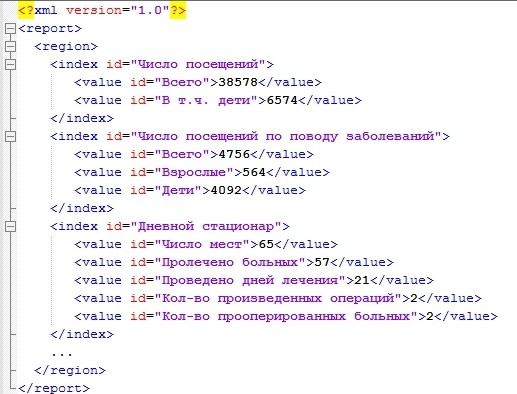 <?xml version="1.0"?>
<report>
<region>
<index id="Число посещений">
<value id="Всего">38578</value>
<value id="В т.ч. дети">6574</value>
</index>
<index id="Число посещений по поводу заболеваний">
<value id="Всего">4756</value>
<value id="Взрослые">564</value>
<value id="Дети">4092</value>
</index>
<index id="Дневной стационар">
<value id="Число мест">65</value>
<value id="Пролечено больных">57</value>
<value id="Проведено дней лечения">21</value>
<value id="Кол-во произведенных операций">2</value>
<value id="Кол-во прооперированных больных">2</value>
</index>
...
</region>
</report>